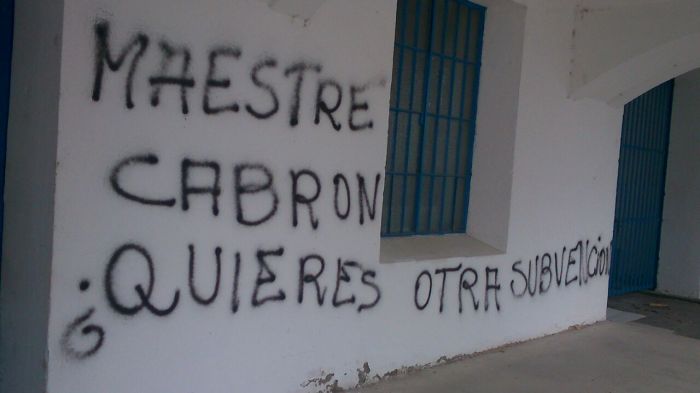 MAESTRE
CABRON
¿QUIERES OTRA SUBVENCION